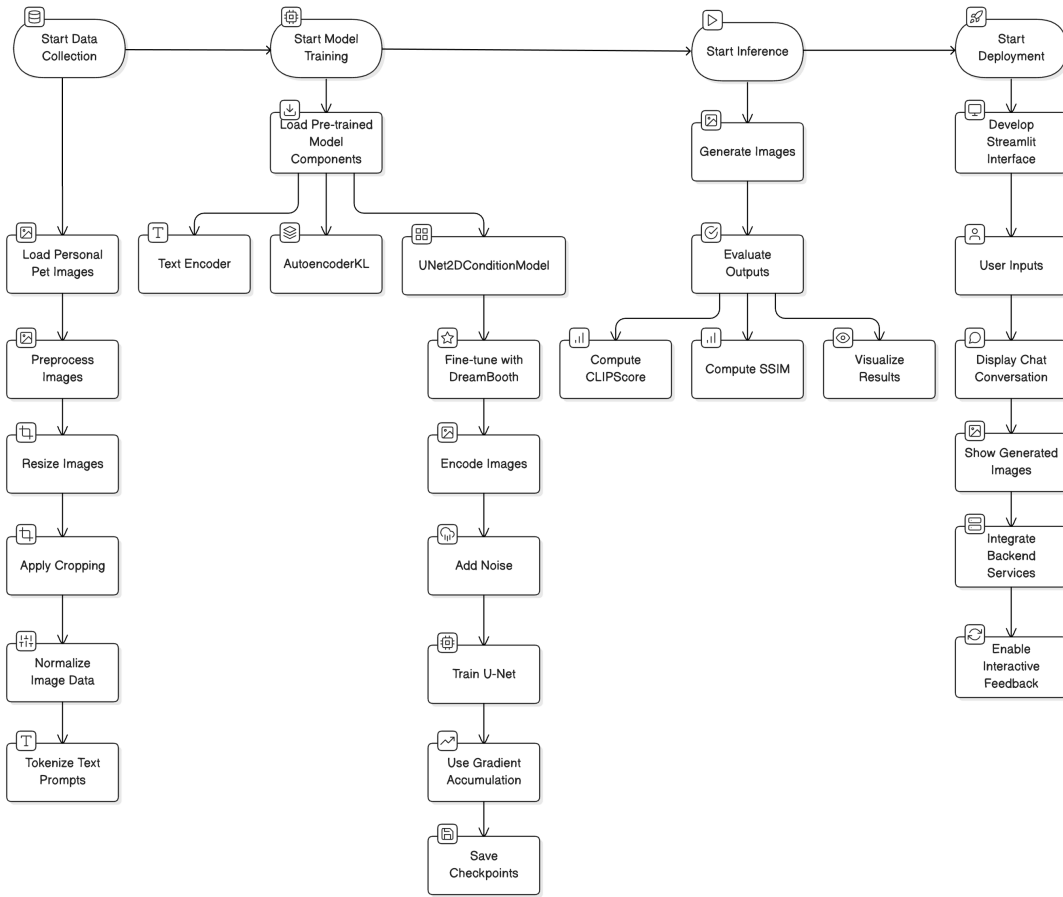 Start Data
Collection
Start Model
Training
Start Inference
Start
Deployment
Load Pre-trained
Model
Components
Generate Images
Develop
Streamlit
Interface
Load Personal
Pet Images
T
Text Encoder
AutoencoderKL
UNet2DConditionModel
Evaluate
Outputs
User Inputs
Preprocess
Images
Fine-tune with
DreamBooth
Compute
CLIPScore
Compute SSIM
Visualize
Results
Display Chat
Conversation
Resize Images
Encode Images
Show Generated
Images
Apply Cropping
Add Noise
Integrate
Backend
Services
Normalize
Image Data
Train U-Net
Enable
Interactive
Feedback
T
Tokenize Text
Prompts
Use Gradient
Accumulation
Save
Checkpoints